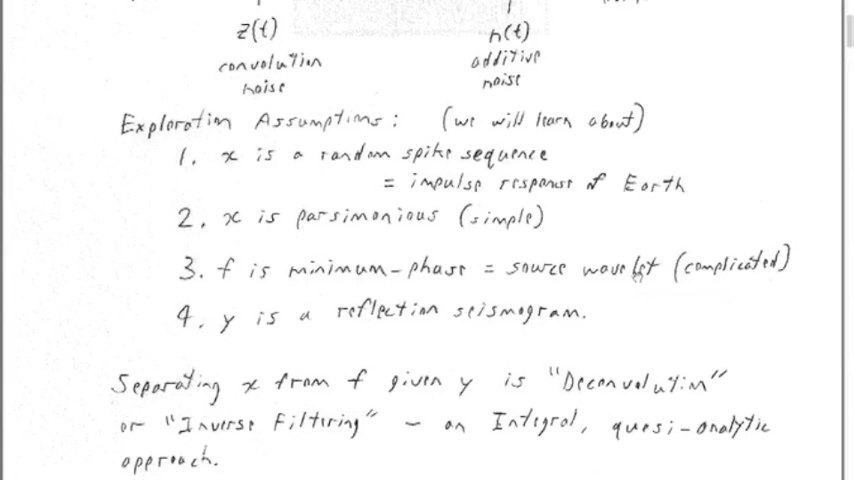 z(t) n(t)
convolution additive
noise noise
Exploration Assumptions: (we will learn about)
1. x is a random spike sequence
= impulse response of Earth
2. x is parsimonious (simple)
3. f is minimum-phase = source wavelet (complicated)
4. y is a reflection seismogram.
Separating x from f given y is "Deconvolution"
or "Inverse Filtering" - an Integral, quasi-analytic
approach.